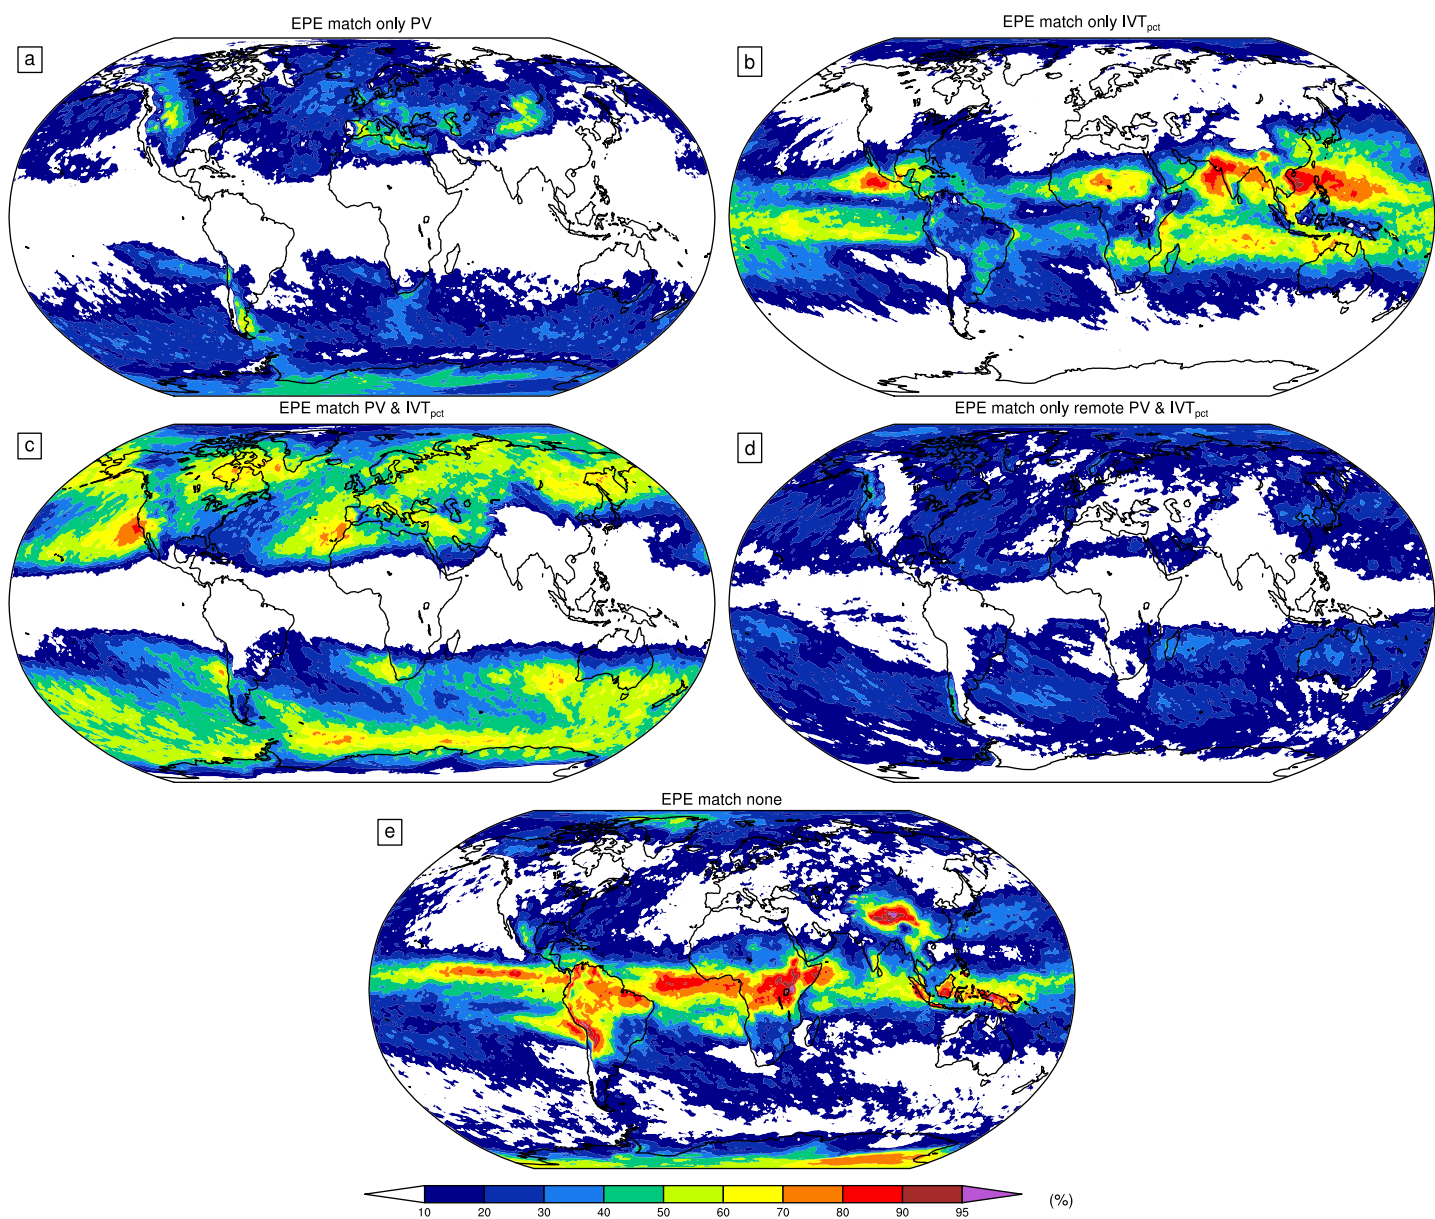 EPE match only PV
EPE match only IVTpct
a
b
EPE match PV & IVTpct
EPE match only remote PV & IVTpct
c
d
EPE match none
e
10 20 30 40 50 60 70 80 90 95 (%)